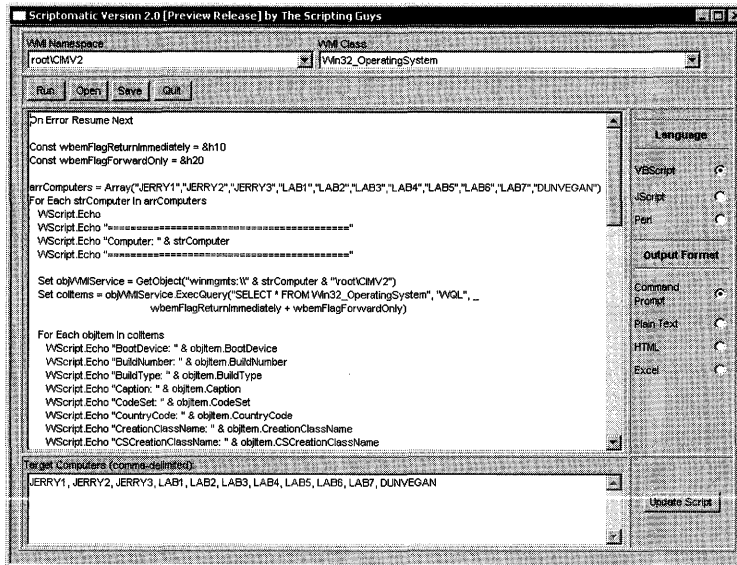 Scriptomatic Version 2.0 [Preview Release] by The Scripting Guys
WMI Namespace
WMI Class
root\CIMV2
Win32_OperatingSystem
Run Open Save Quit
On Error Resume Next
Const wbemFlagReturnImmediately = &h10
Const wbemFlagForwardOnly = &h20
arrComputers = Array("JERRY1","JERRY2","JERRY3","LAB1","LAB2","LAB3","LAB4","LAB5","LAB6","LAB7","DUNVEGAN")
For Each strComputer In arrComputers
WScript.Echo
WScript.Echo "=========================================="
WScript.Echo "Computer: " & strComputer
WScript.Echo "=========================================="
Set objWMIService = GetObject("winmgmts:\\" & strComputer & "\root\CIMV2")
Set colItems = objWMIService.ExecQuery("SELECT * FROM Win32_OperatingSystem", "WQL", _
wbemFlagReturnImmediately + wbemFlagForwardOnly)
For Each objItem In colItems
WScript.Echo "BootDevice: " & objItem.BootDevice
WScript.Echo "BuildNumber: " & objItem.BuildNumber
WScript.Echo "BuildType: " & objItem.BuildType
WScript.Echo "Caption: " & objItem.Caption
WScript.Echo "CodeSet: " & objItem.CodeSet
WScript.Echo "CountryCode: " & objItem.CountryCode
WScript.Echo "CreationClassName: " & objItem.CreationClassName
WScript.Echo "CSCreationClassName: " & objItem.CSCreationClassName
Language
VBScript
JScript
Perl
Output Format
Command
Prompt
Plain Text
HTML
Excel
Target Computers (comma-delimited):
JERRY1, JERRY2, JERRY3, LAB1, LAB2, LAB3, LAB4, LAB5, LAB6, LAB7, DUNVEGAN
Update Script